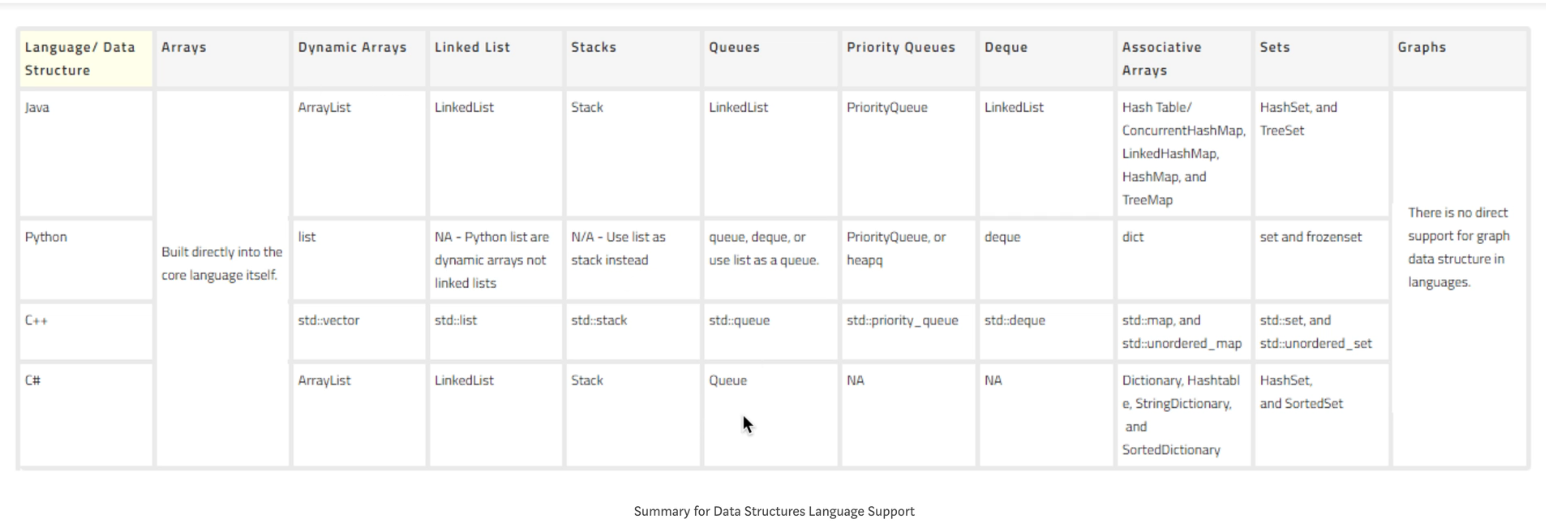 Language/ Data
Structure
Arrays
Dynamic Arrays
Linked List
Stacks
Queues
Priority Queues
Deque
Associative
Arrays
Sets
Graphs
Java
Built directly into the
core language itself.
ArrayList
LinkedList
Stack
LinkedList
PriorityQueue
LinkedList
Hash Table/
ConcurrentHashMap,
LinkedHashMap,
HashMap, and
TreeMap
HashSet, and
TreeSet
There is no direct
support for graph
data structure in
languages.
Python
list
NA - Python list are
dynamic arrays not
linked lists
N/A - Use list as
stack instead
queue, deque, or
use list as a queue.
PriorityQueue, or
heapq
deque
dict
set and frozenset
C++
std::vector
std::list
std::stack
std::queue
std::priority_queue
std::deque
std::map, and
std::unordered_map
std::set, and
std::unordered_set
C#
ArrayList
LinkedList
Stack
Queue
NA
NA
Dictionary, Hashtabl
e, StringDictionary,
and
SortedDictionary
HashSet,
and SortedSet
Summary for Data Structures Language Support